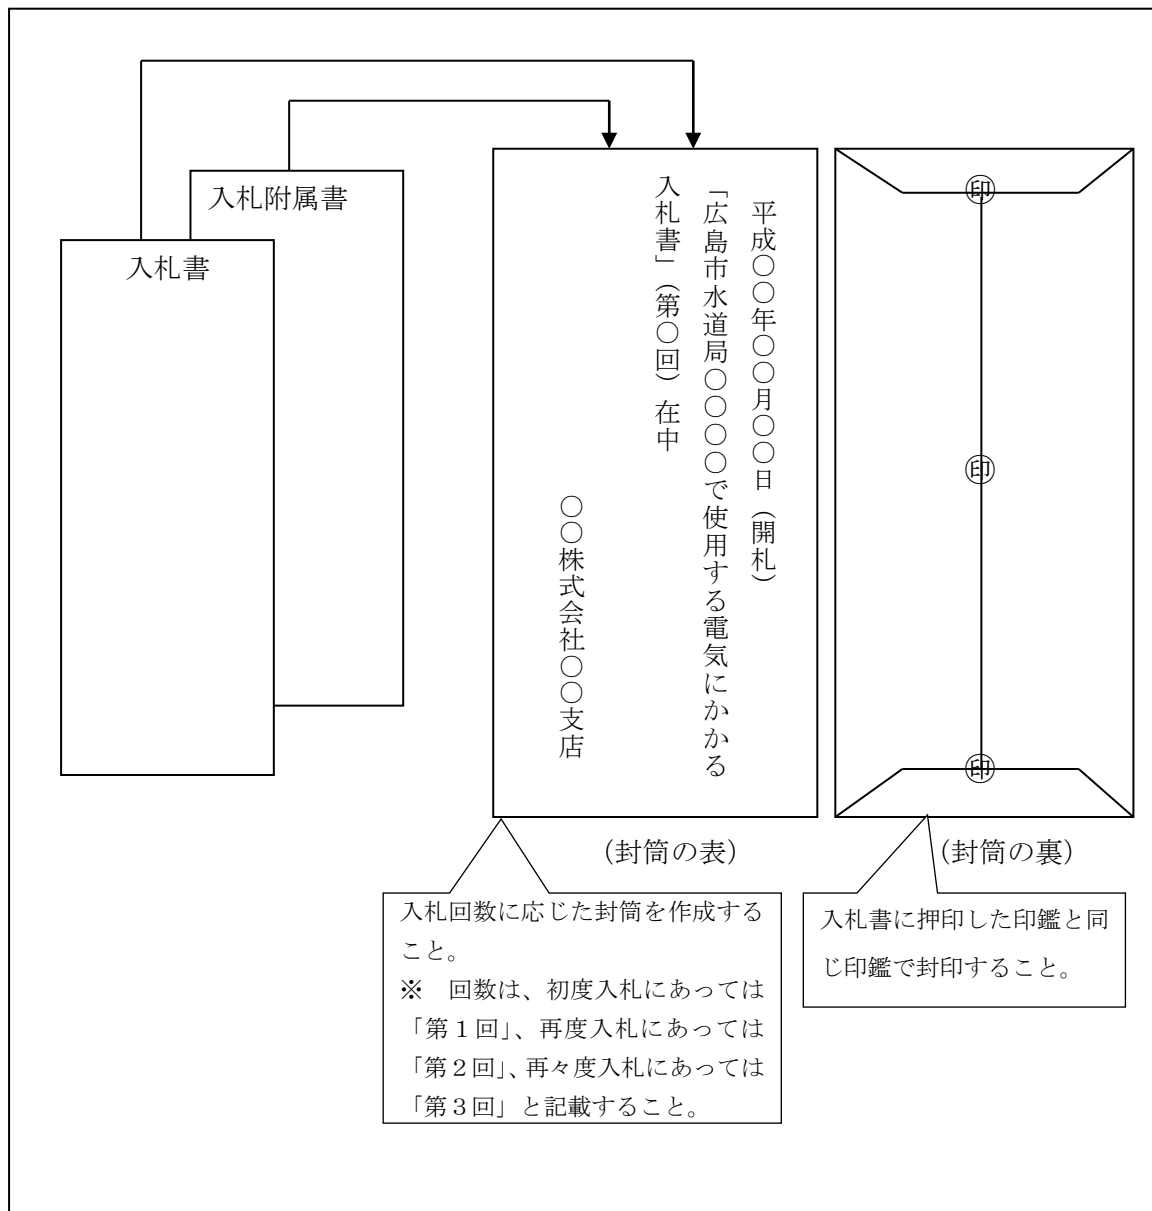 入札附属書
入札書
平成〇〇年〇〇月〇〇日（開札）
「広島市水道局〇〇〇〇で使用する電気にかかる
入札書」（第〇回）在中
〇〇株式会社〇〇支店
印
印
印
（封筒の表）
（封筒の裏）
入札回数に応じた封筒を作成する
こと。
※　回数は、初度入札にあっては
「第１回」、再度入札にあっては
「第２回」、再々度入札にあっては
「第３回」と記載すること。
入札書に押印した印鑑と同
じ印鑑で封印すること。